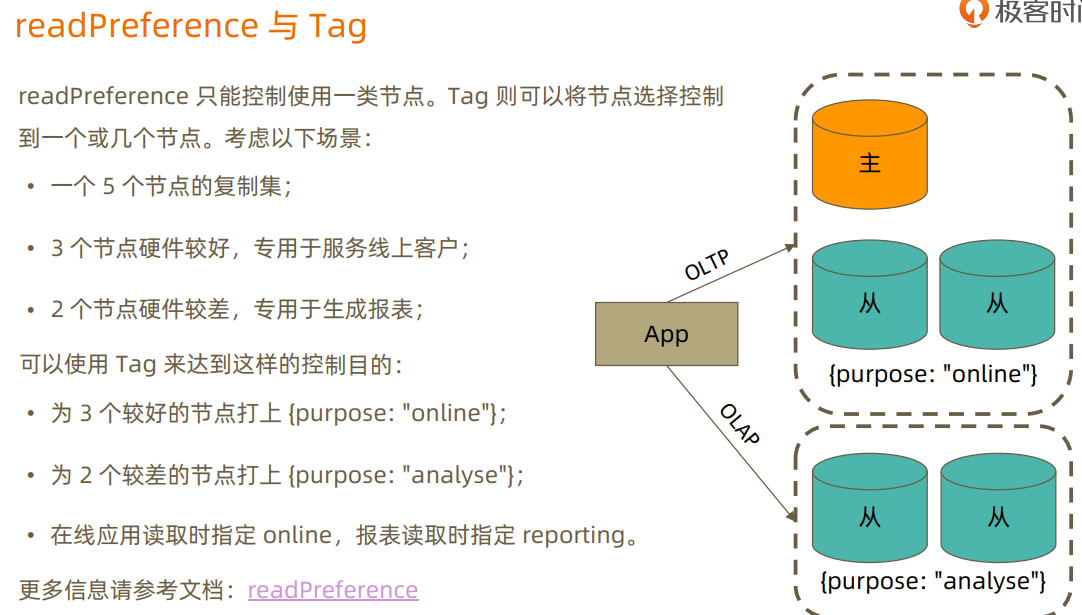 readPreference 与 Tag
极客时间
readPreference 只能控制使用一类节点。Tag 则可以将节点选择控制
到一个或几个节点。考虑以下场景：
• 一个 5 个节点的复制集；
• 3 个节点硬件较好，专用于服务线上客户；
• 2 个节点硬件较差，专用于生成报表；
可以使用 Tag 来达到这样的控制目的：
• 为 3 个较好的节点打上 {purpose: "online"}；
• 为 2 个较差的节点打上 {purpose: "analyse"}；
• 在线应用读取时指定 online，报表读取时指定 reporting。
更多信息请参考文档：readPreference
App
OLTP
OLAP
主
从
从
{purpose: "online"}
从
从
{purpose: "analyse"}